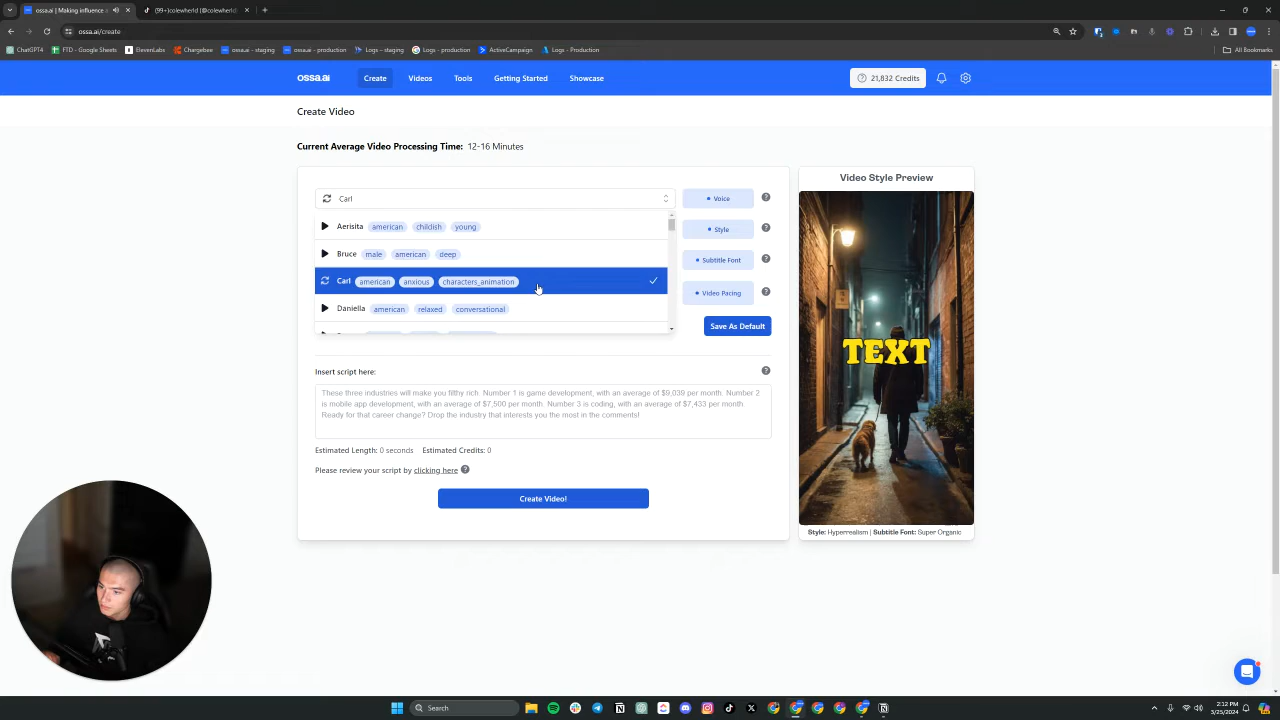 ossa.ai | Making influence
(99+) colewherld (@colewherld
ossa.ai/create
ChatGPT4
FTD - Google Sheets
ElevenLabs
Chargebee
ossa.ai - staging
ossaui - production
Logs - staging
Logs - production
ActiveCampaign
Logs - Production
All Bookmarks
ossa.ai
Create
Videos
Tools
Getting Started
Showcase
21,832 Credits
Create Video
Current Average Video Processing Time: 12-16 Minutes
Carl
Voice
Aerisita american childish young
Style
Bruce male american deep
Subtitle Font
Carl american anxious characters_animation
Video Pacing
Daniella american relaxed conversational
Save As Default
Insert script here:
These three industries will make you filthy rich. Number 1 is game development, with an average of $9,039 per month. Number 2
is mobile app development, with an average of $7,500 per month. Number 3 is coding, with an average of $7,433 per month
Ready for that career change? Drop the industry that interests you the most in the comments!
Estimated Length: 0 seconds Estimated Credits: 0
Please review your script by clicking here
Create Video!
Video Style Preview
TEXT
Style: Hyperrealism | Subtitle Font: Super Organic
Search
2:12 PM
3/25/2024